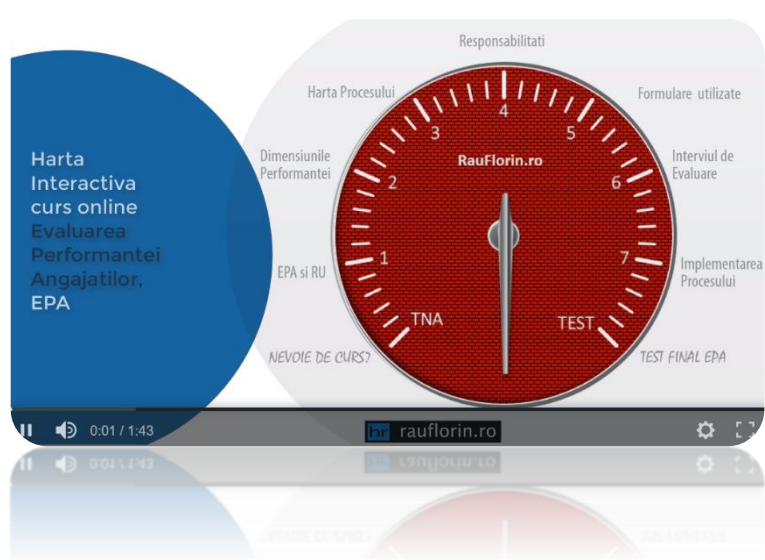 Harta
Interactiva
curs online
Evaluarea
Performantei
Angajatilor,
EPA
Responsabilitati
Harta Procesului
Formulare utilizate
Dimensiunile
Performantei
Interviul de
Evaluare
EPA si RU
Implementarea
Procesului
NEVOIE DE CURS?
TEST FINAL EPA
RauFlorin.ro
TNA
1
2
3
4
5
6
7
TEST
0:01 / 1:43
hr rauflorin.ro